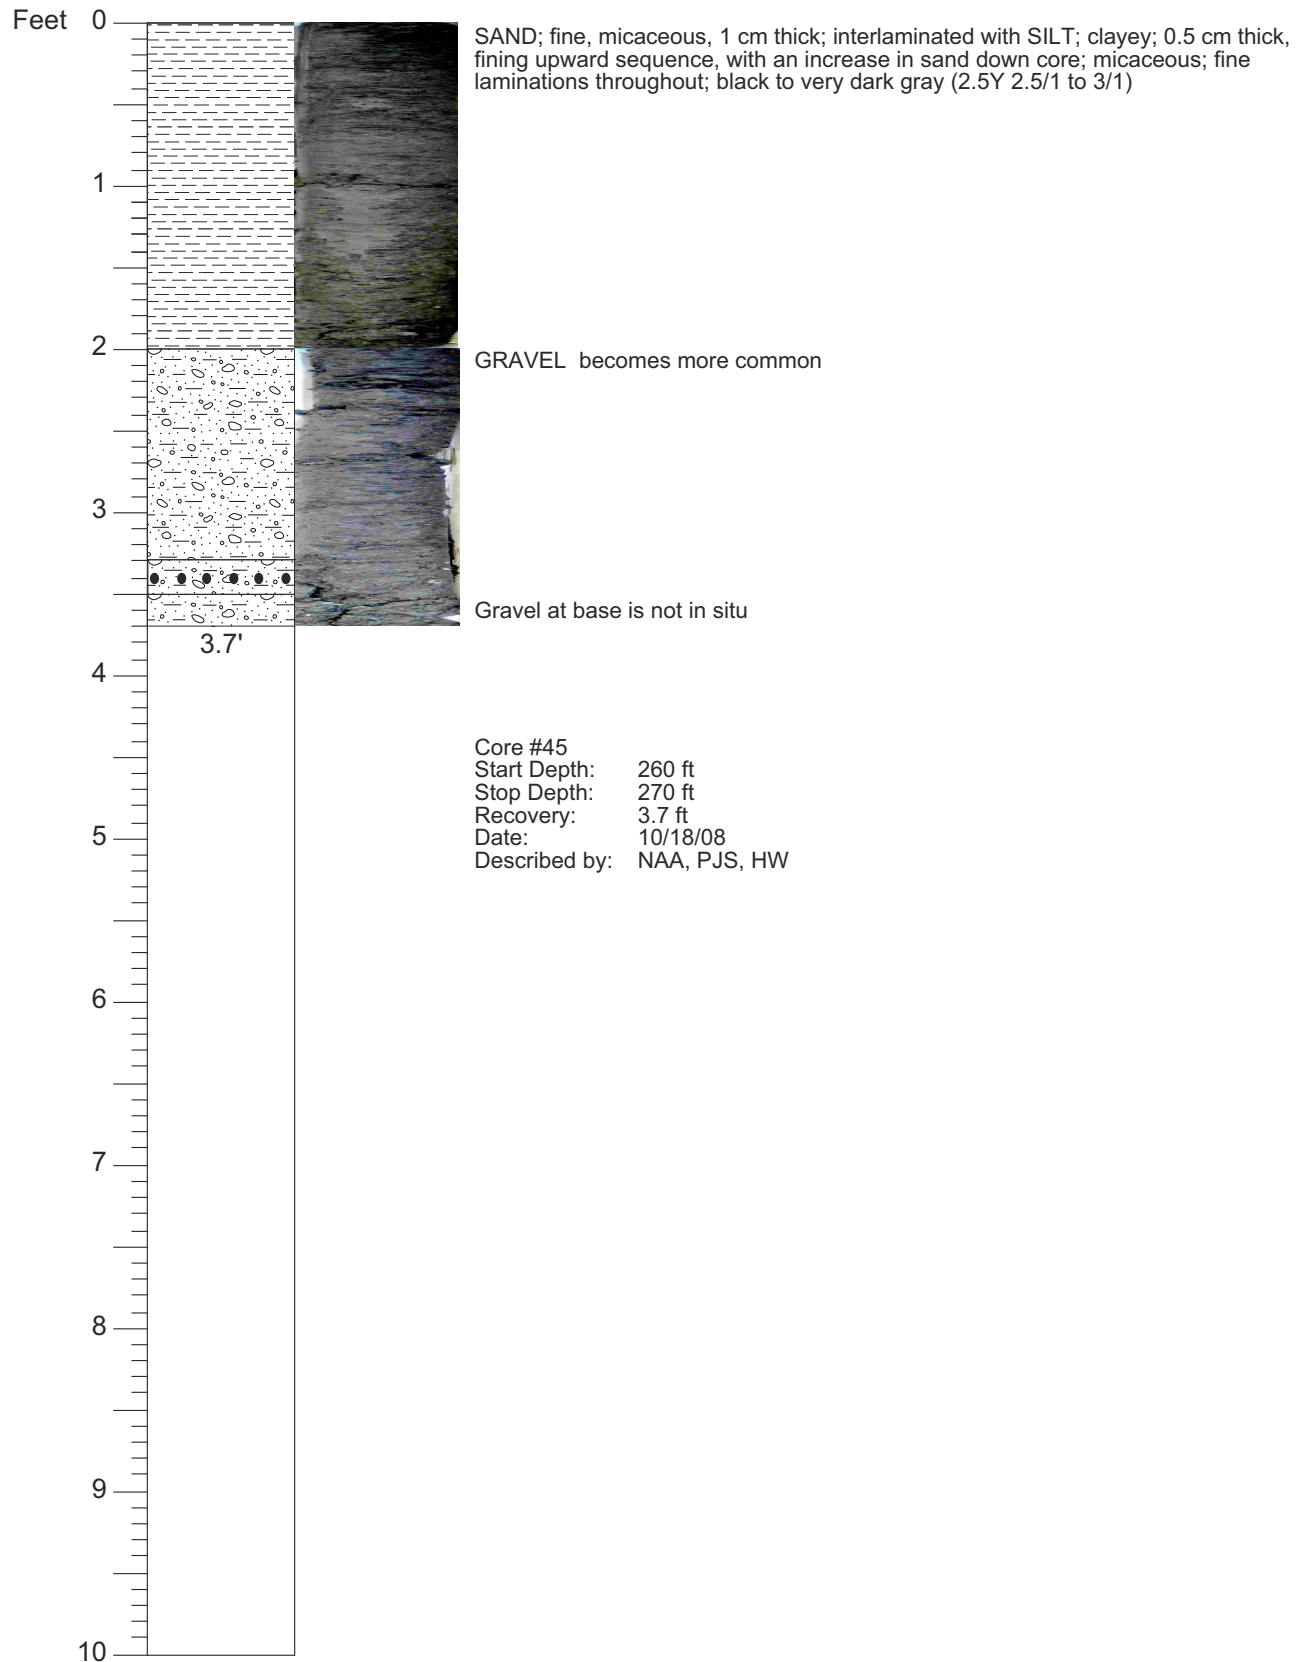 Feet 0
SAND; fine, micaceous, 1 cm thick; interlaminated with SILT; clayey; 0.5 cm thick,
fining upward sequence, with an increase in sand down core; micaceous; fine
laminations throughout; black to very dark gray (2.5Y 2.5/1 to 3/1)
1
2
GRAVEL becomes more common
3
Gravel at base is not in situ
3.7'
4
Core #45
Start Depth: 260 ft
Stop Depth: 270 ft
Recovery: 3.7 ft
Date: 10/18/08
Described by: NAA, PJS, HW
5
6
7
8
9
10